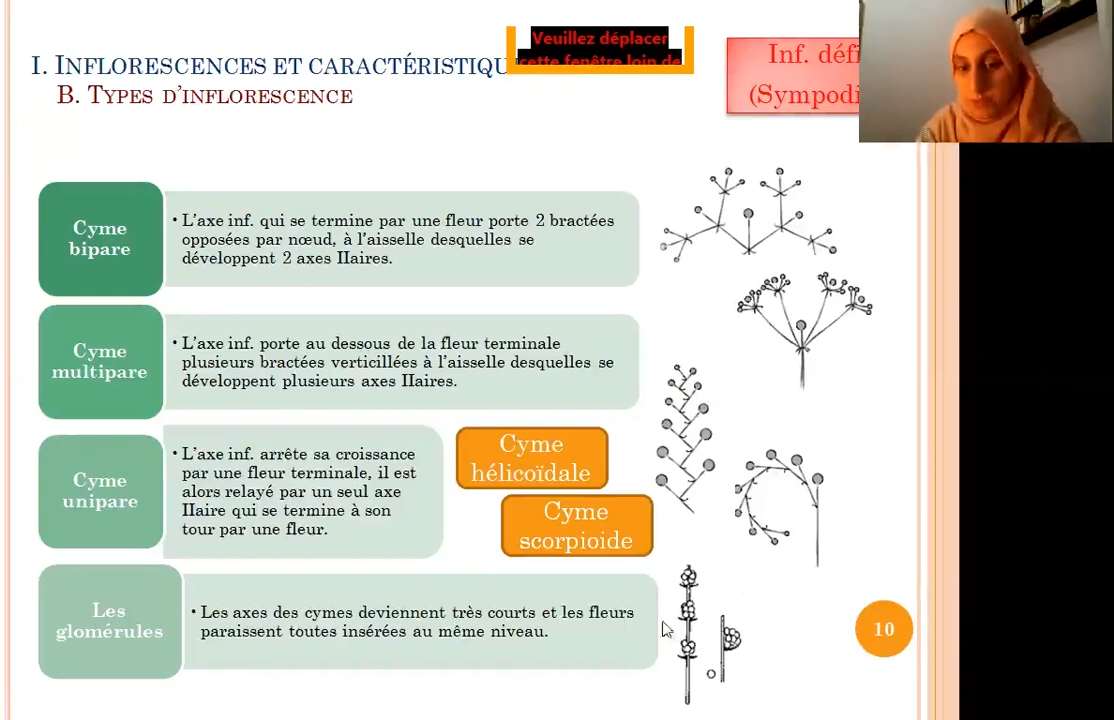 I. INFLORESCENCES ET CARACTÉRISTIQU
Veuillez déplacer
cette fenêtre loin de
B. TYPES D'INFLORESCENCE
Inf. défi
(Sympodi
Cyme
bipare
• L'axe inf. qui se termine par une fleur porte 2 bractées
opposées par nœud, à l'aisselle desquelles se
développent 2 axes IIaires.
Cyme
multipare
• L'axe inf. porte au dessous de la fleur terminale
plusieurs bractées verticillées à l'aisselle desquelles se
développent plusieurs axes IIaires.
Cyme
unipare
• L'axe inf. arrête sa croissance
par une fleur terminale, il est
alors relayé par un seul axe
IIaire qui se termine à son
tour par une fleur.
Cyme
hélicoïdale
Cyme
scorpioide
Les
glomérules
• Les axes des cymes deviennent très courts et les fleurs
paraissent toutes insérées au même niveau.
10